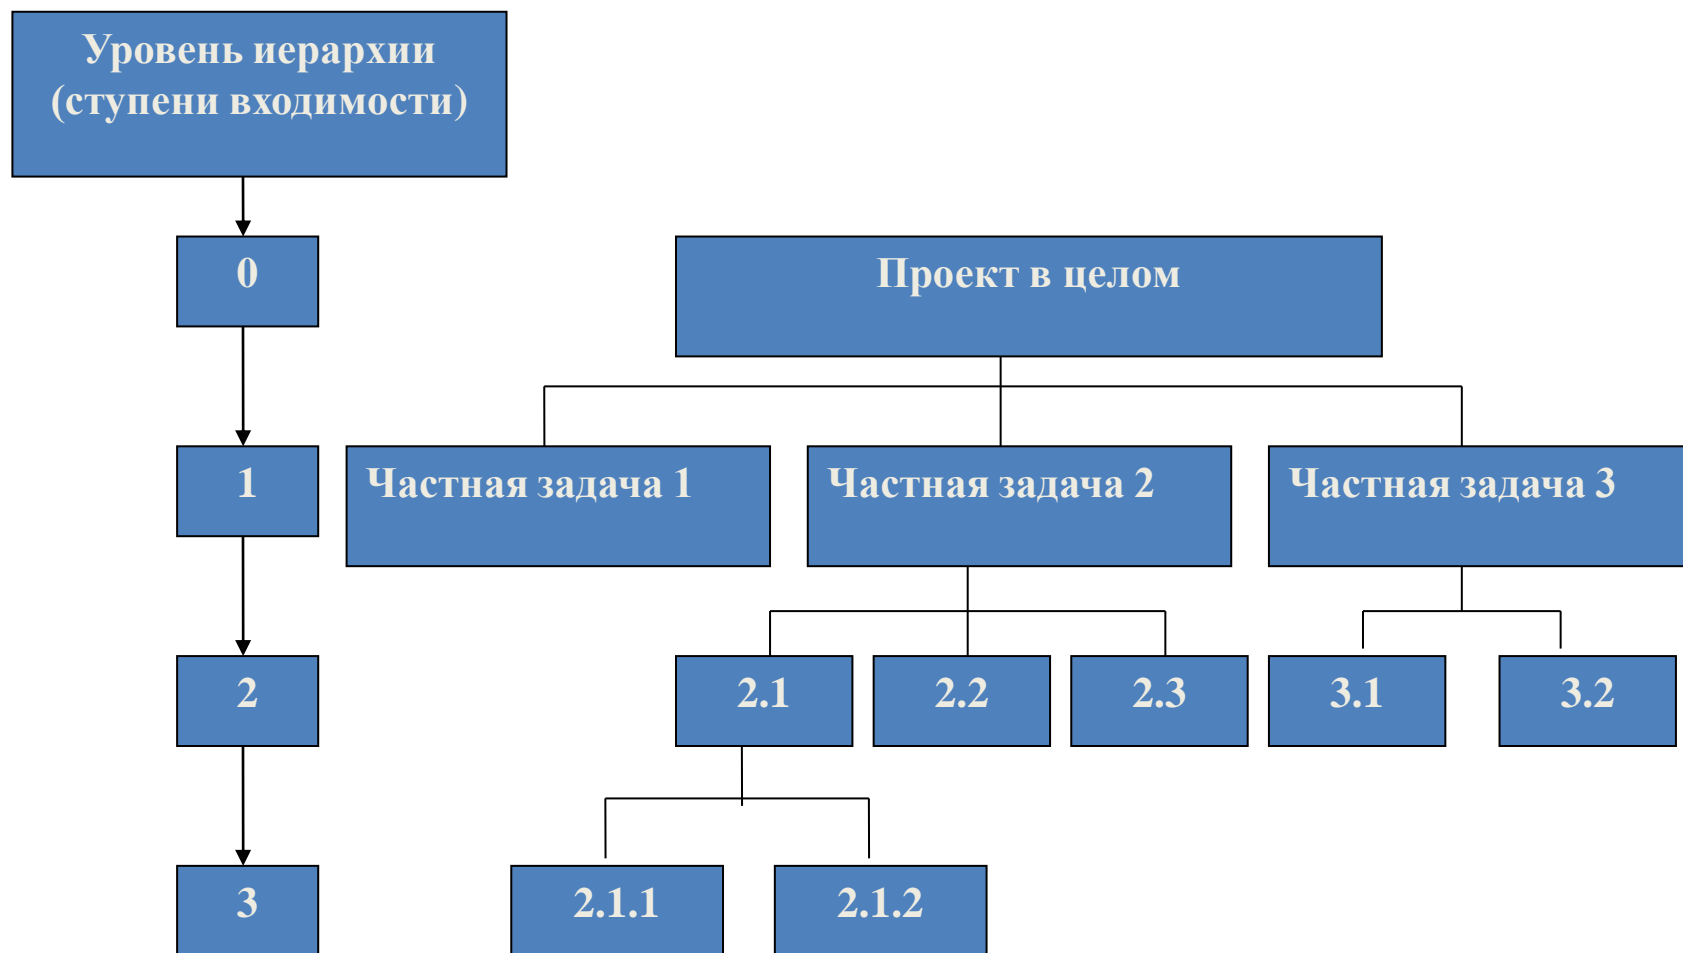 Уровень иерархии
(ступени входимости)
0
Проект в целом
1
Частная задача 1
Частная задача 2
Частная задача 3
2
2.1
2.2
2.3
3.1
3.2
3
2.1.1
2.1.2